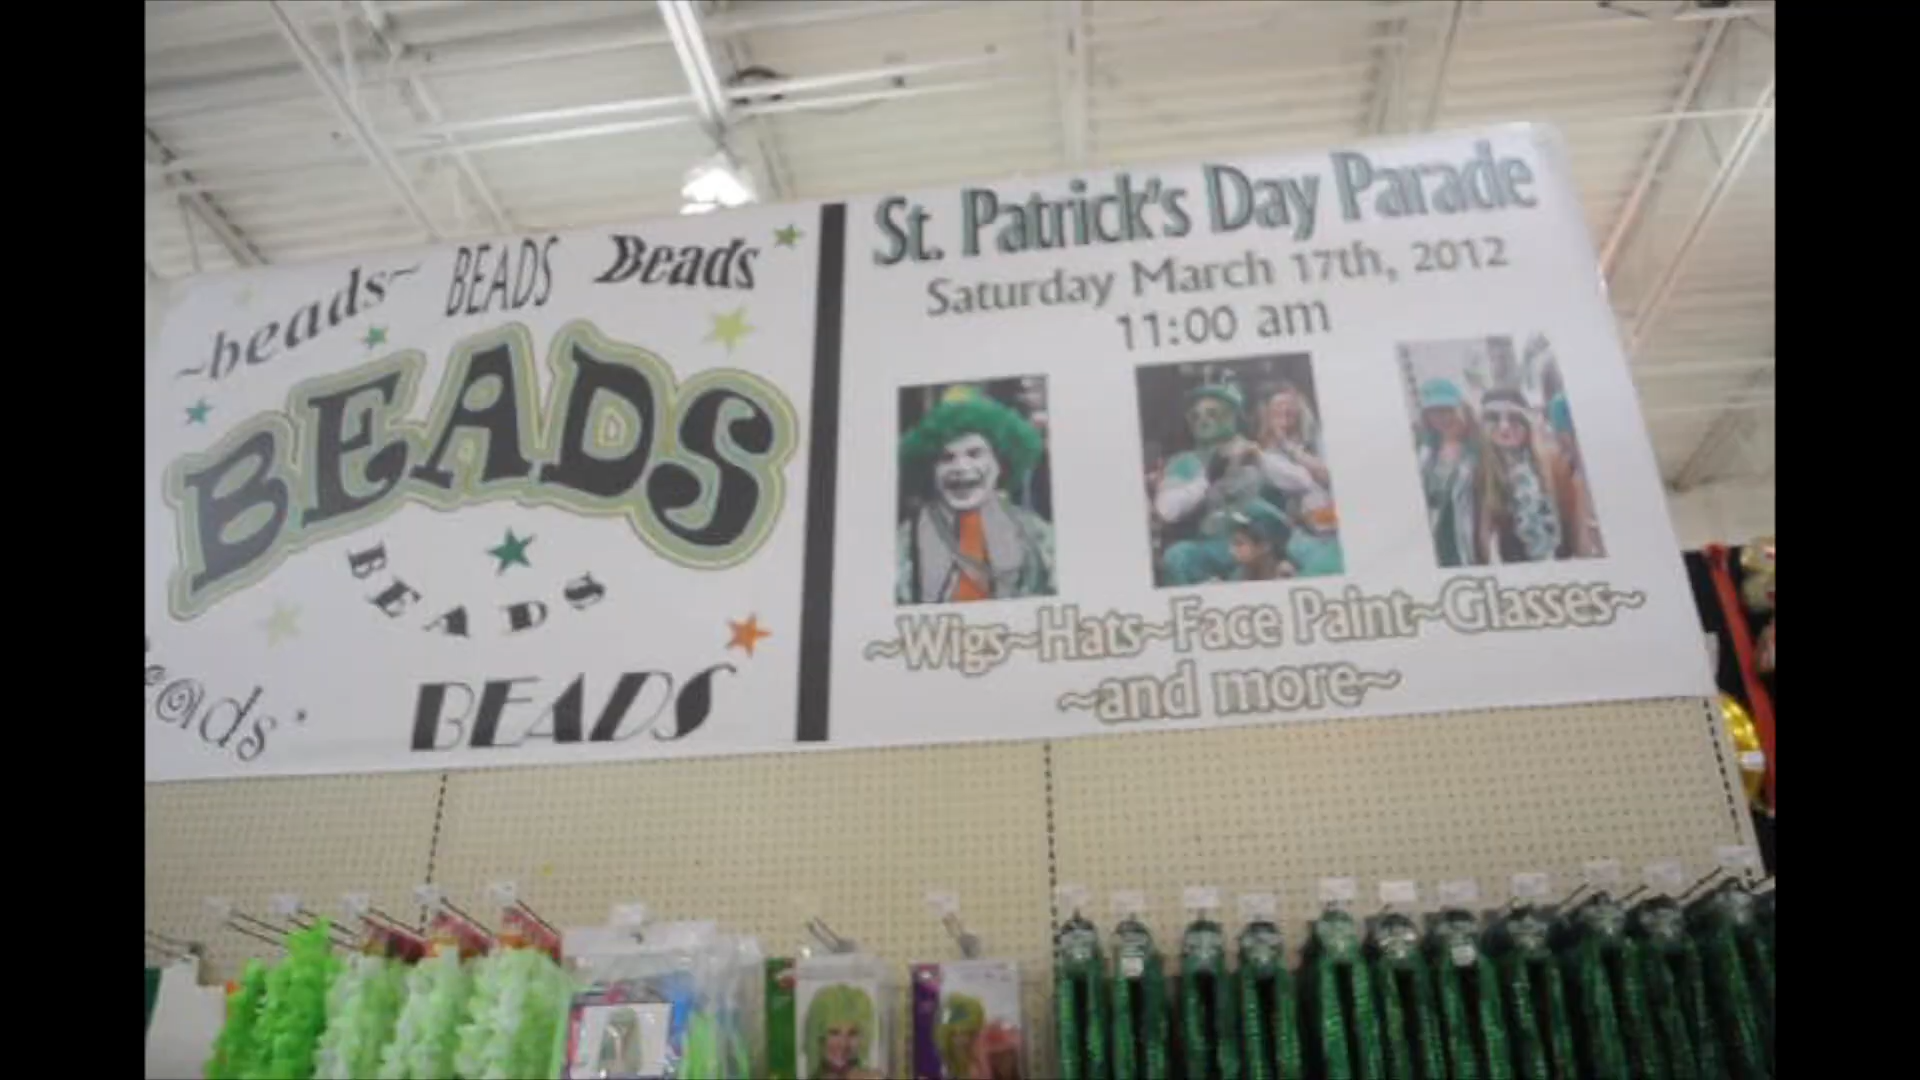 ~beads~ BEADS Beads
BEADS
BEADS
BEADS
St. Patrick's Day Parade
Saturday March 17th, 2012
11:00 am
~Wigs~Hats~Face Paint~Glasses~
~and more~